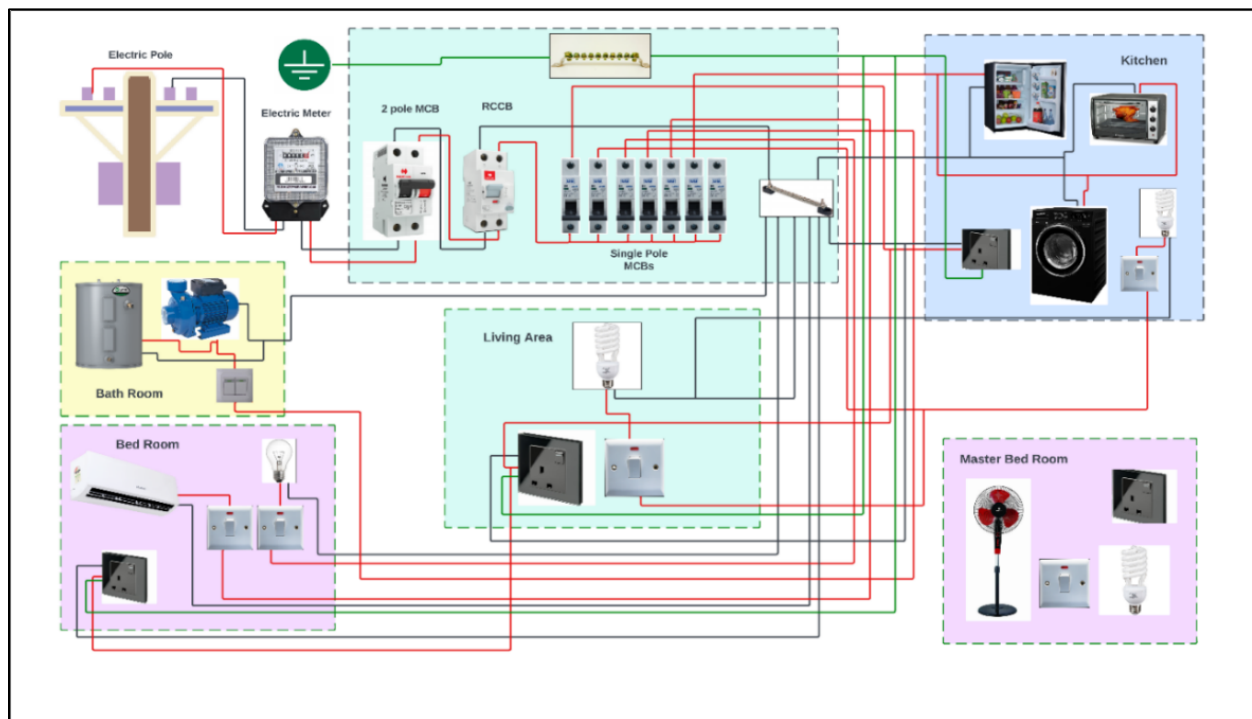 Electric Pole
Electric Meter
2 pole MCB
RCCB
Kitchen
Single Pole
MCBs
Bath Room
Living Area
Bed Room
Master Bed Room